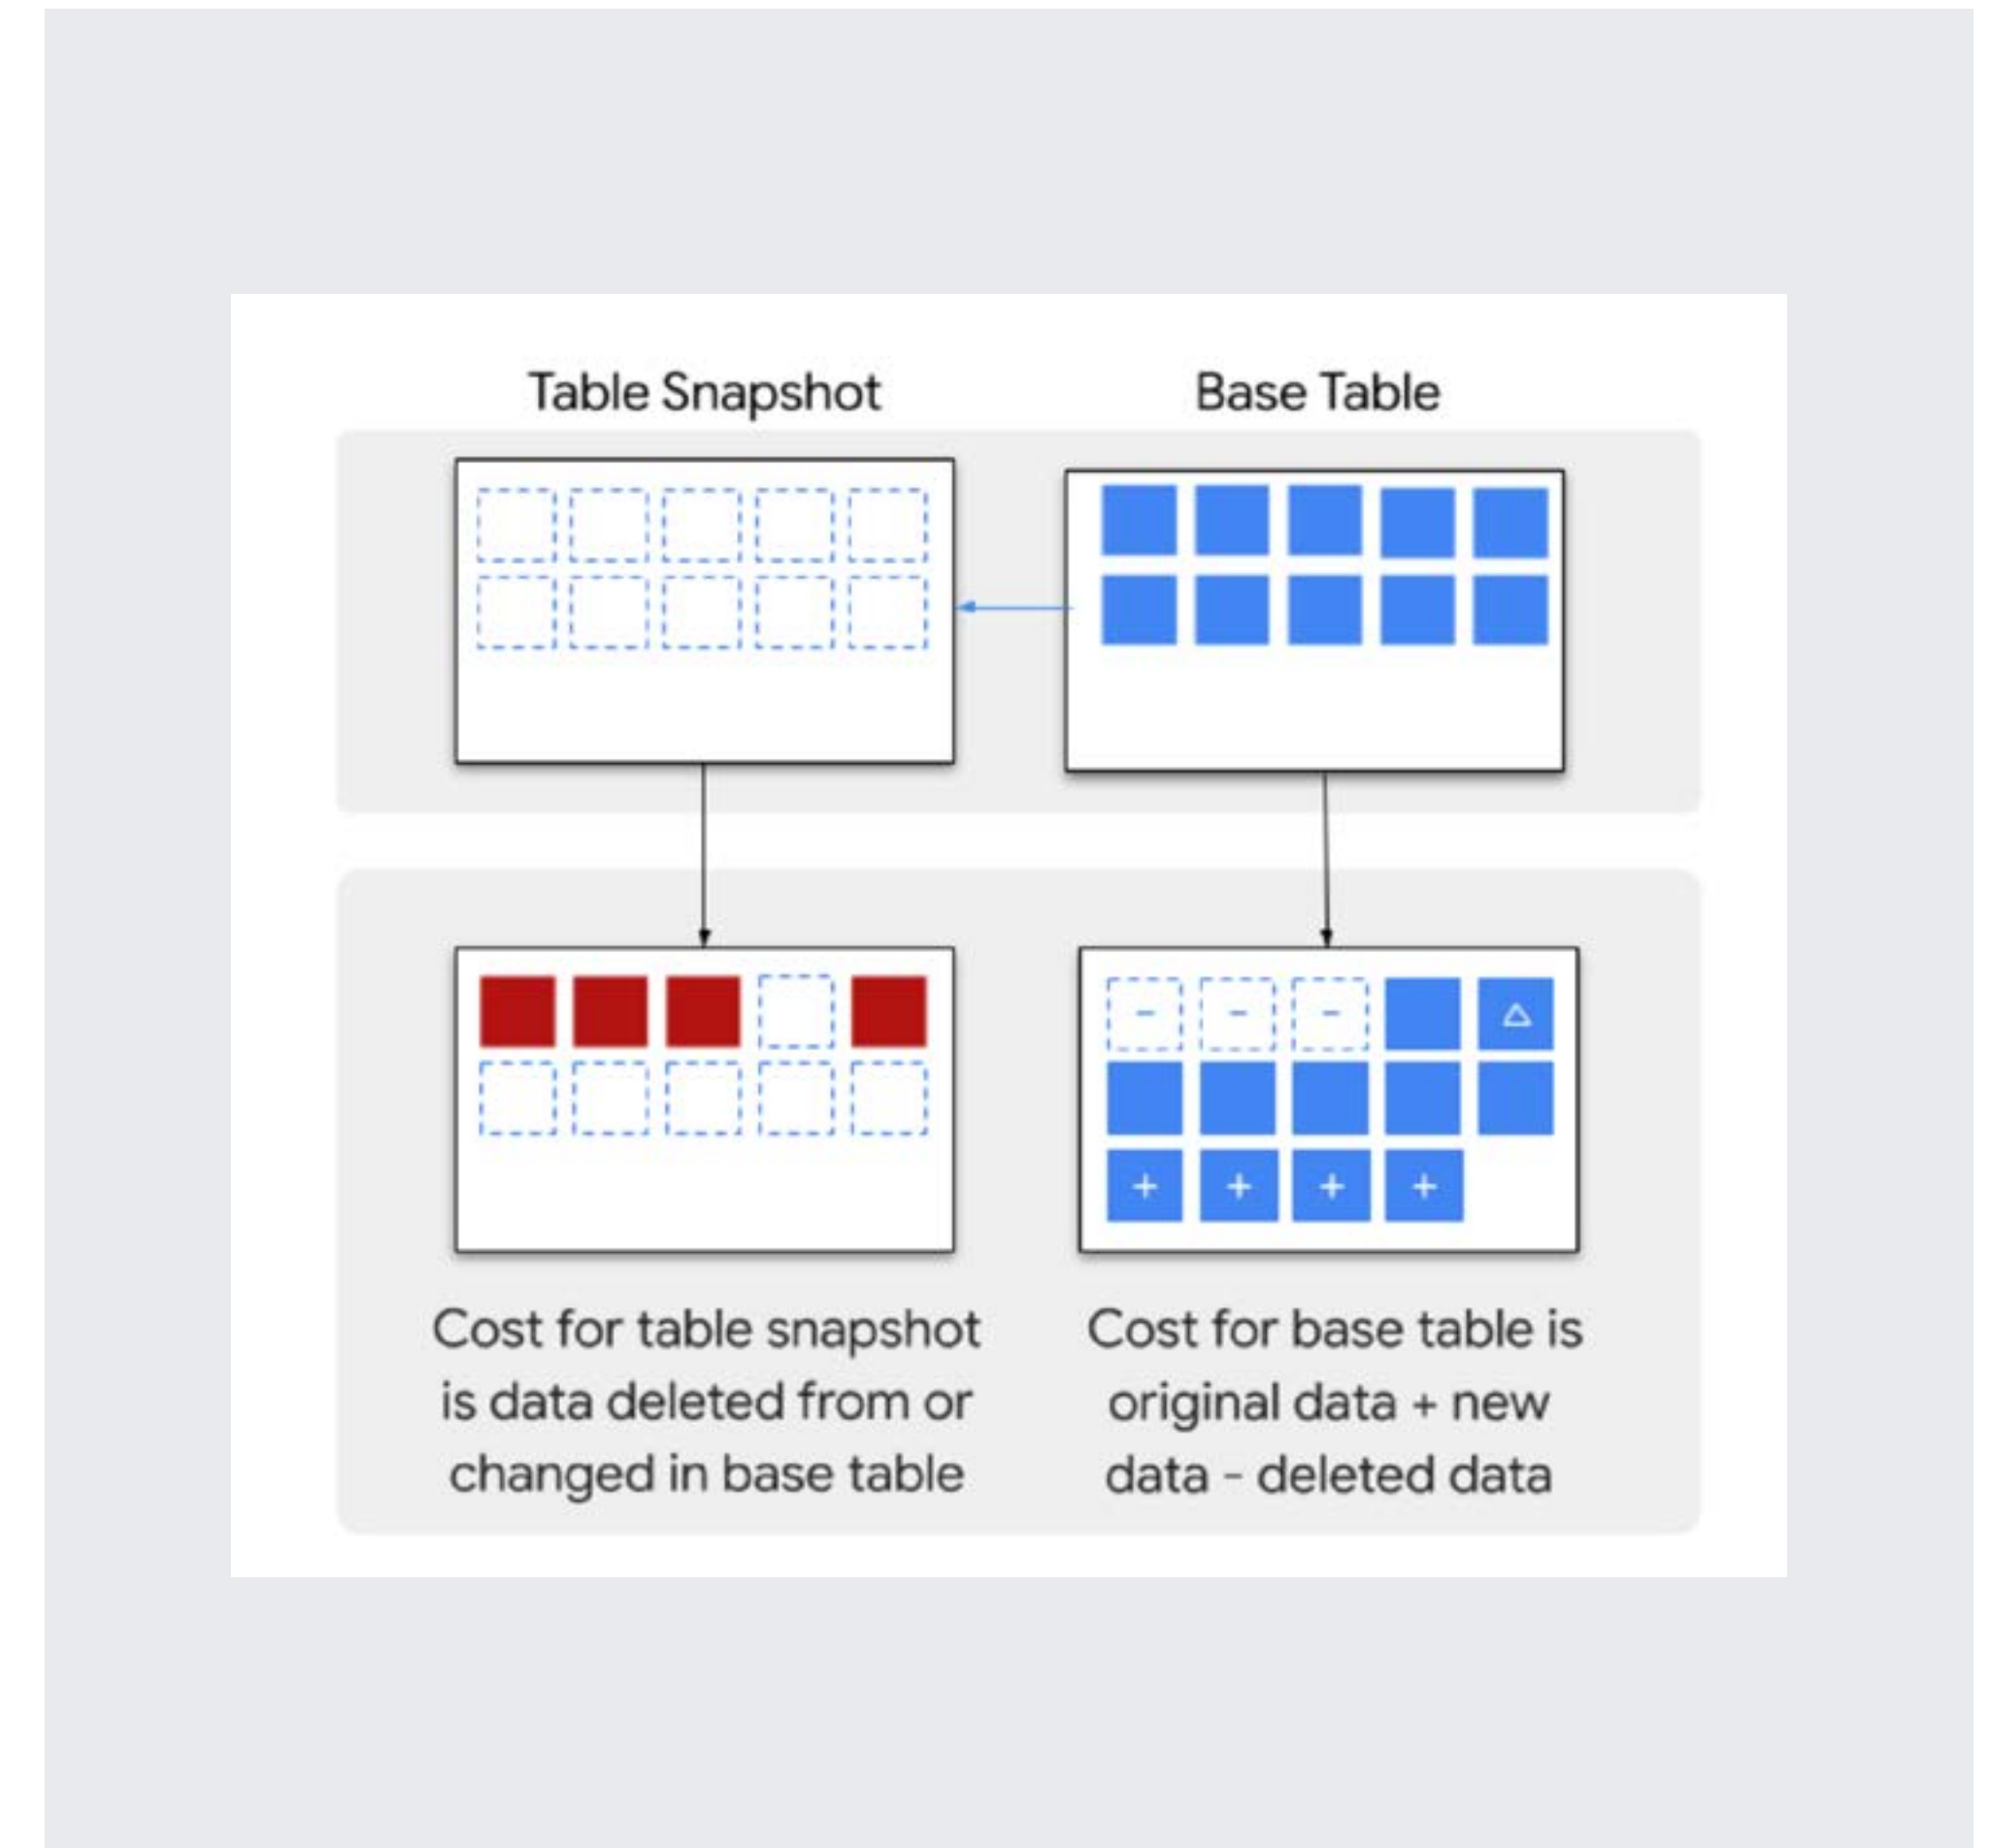 Table Snapshot
Base Table
-
-
-
△
+
+
+
+
Cost for table snapshot
is data deleted from or
changed in base table
Cost for base table is
original data + new
data - deleted data